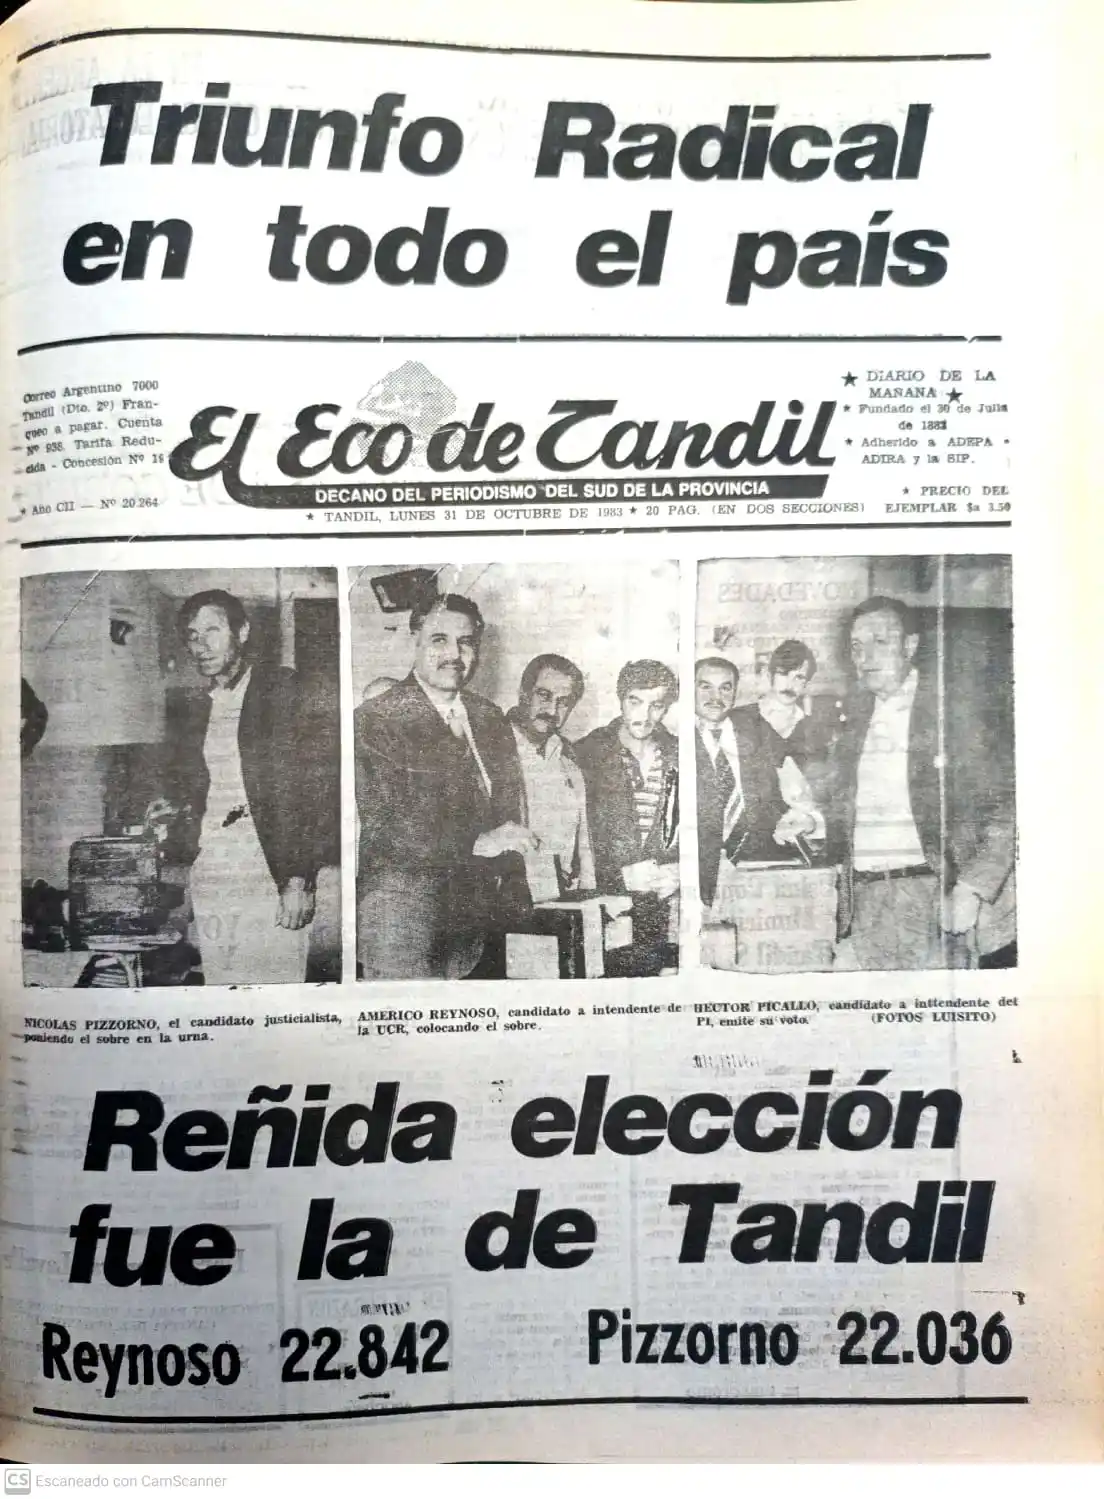 Triunfo Radical
en todo el país
Correo Argentino 7000
Tandil (Dto. 2º) Fran-
queo a pagar. Cuenta
Nº 938. Tarifa Redu-
cida - Concesión Nº 16
★ Año CII — Nº 20.264
El Eco de Tandil
DECANO DEL PERIODISMO DEL SUD DE LA PROVINCIA
★ TANDIL, LUNES 31 DE OCTUBRE DE 1983 ★ 20 PAG. (EN DOS SECCIONES)
★ DIARIO DE LA
MAÑANA ★
★ Fundado el 30 de Julio
de 1882
★ Adherido a ADEPA •
ADIRA y la SIP.
★ PRECIO DEL
EJEMPLAR $a 3.50
NICOLAS PIZZORNO, el candidato justicialista,
poniendo el sobre en la urna.
AMERICO REYNOSO, candidato a intendente de
la UCR, colocando el sobre.
HECTOR PICALLO, candidato a inttendente del
PI, emite su voto. (FOTOS LUISITO)
Reñida elección
fue la de Tandil
Reynoso 22.842 Pizzorno 22.036
CS Escaneado con CamScanner